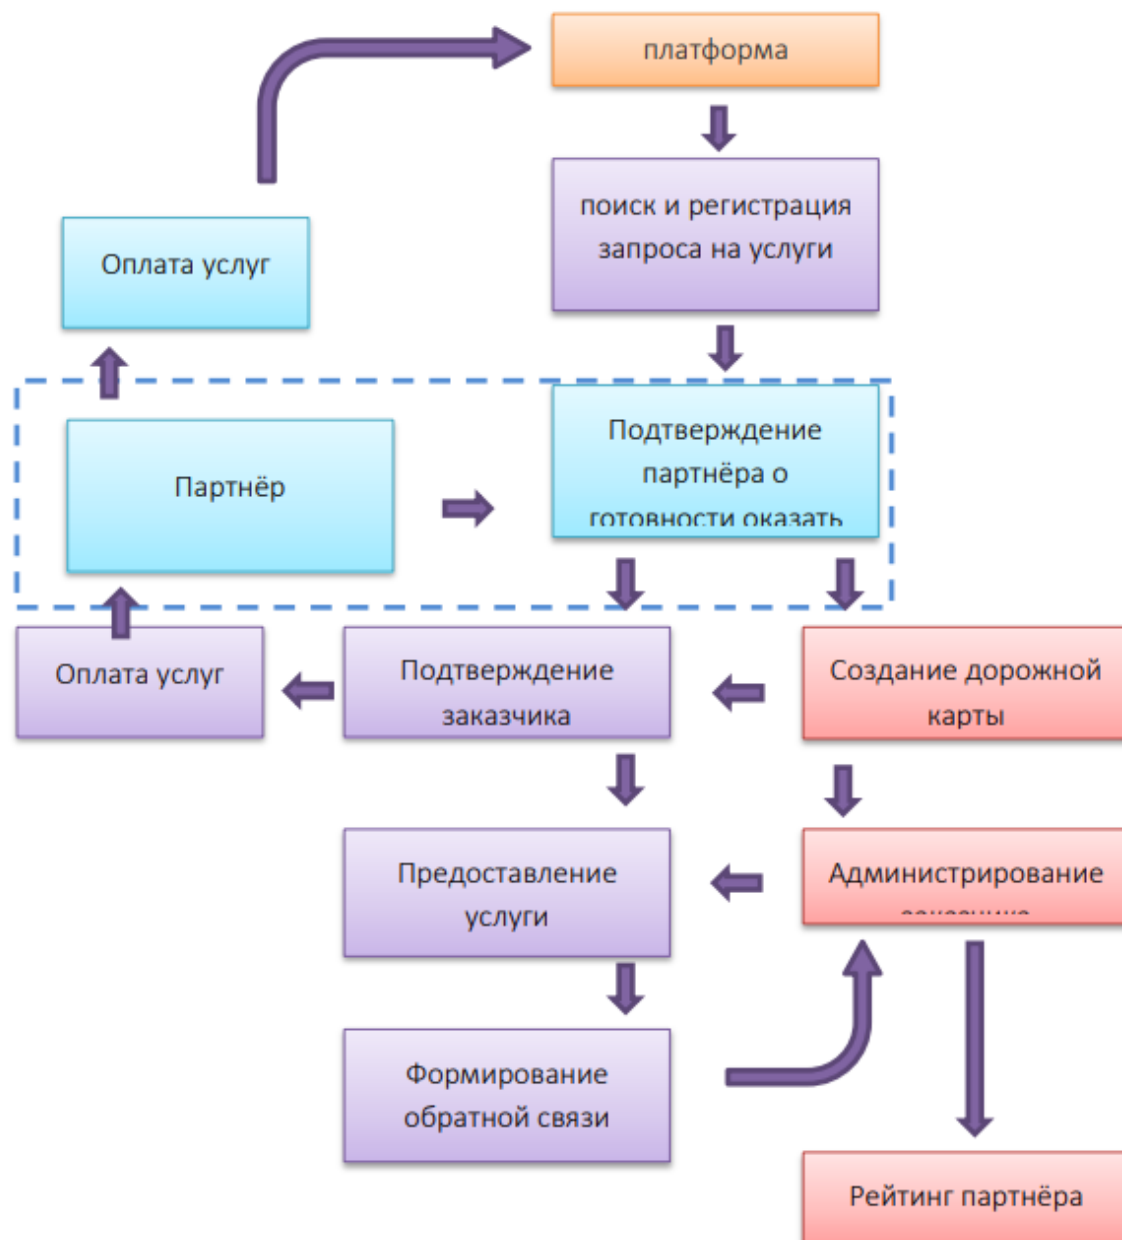 платформа
поиск и регистрация
запроса на услуги
Оплата услуг
Подтверждение
партнёра о
готовности оказать
Партнёр
Оплата услуг
Подтверждение
заказчика
Создание дорожной
карты
Предоставление
услуги
Администрирование
Формирование
обратной связи
Рейтинг партнёра